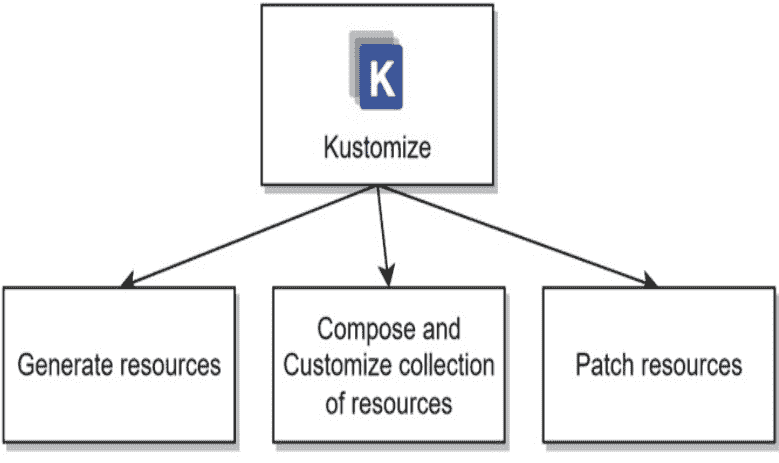 K
Kustomize
Generate resources
Compose and
Customize collection
of resources
Patch resources